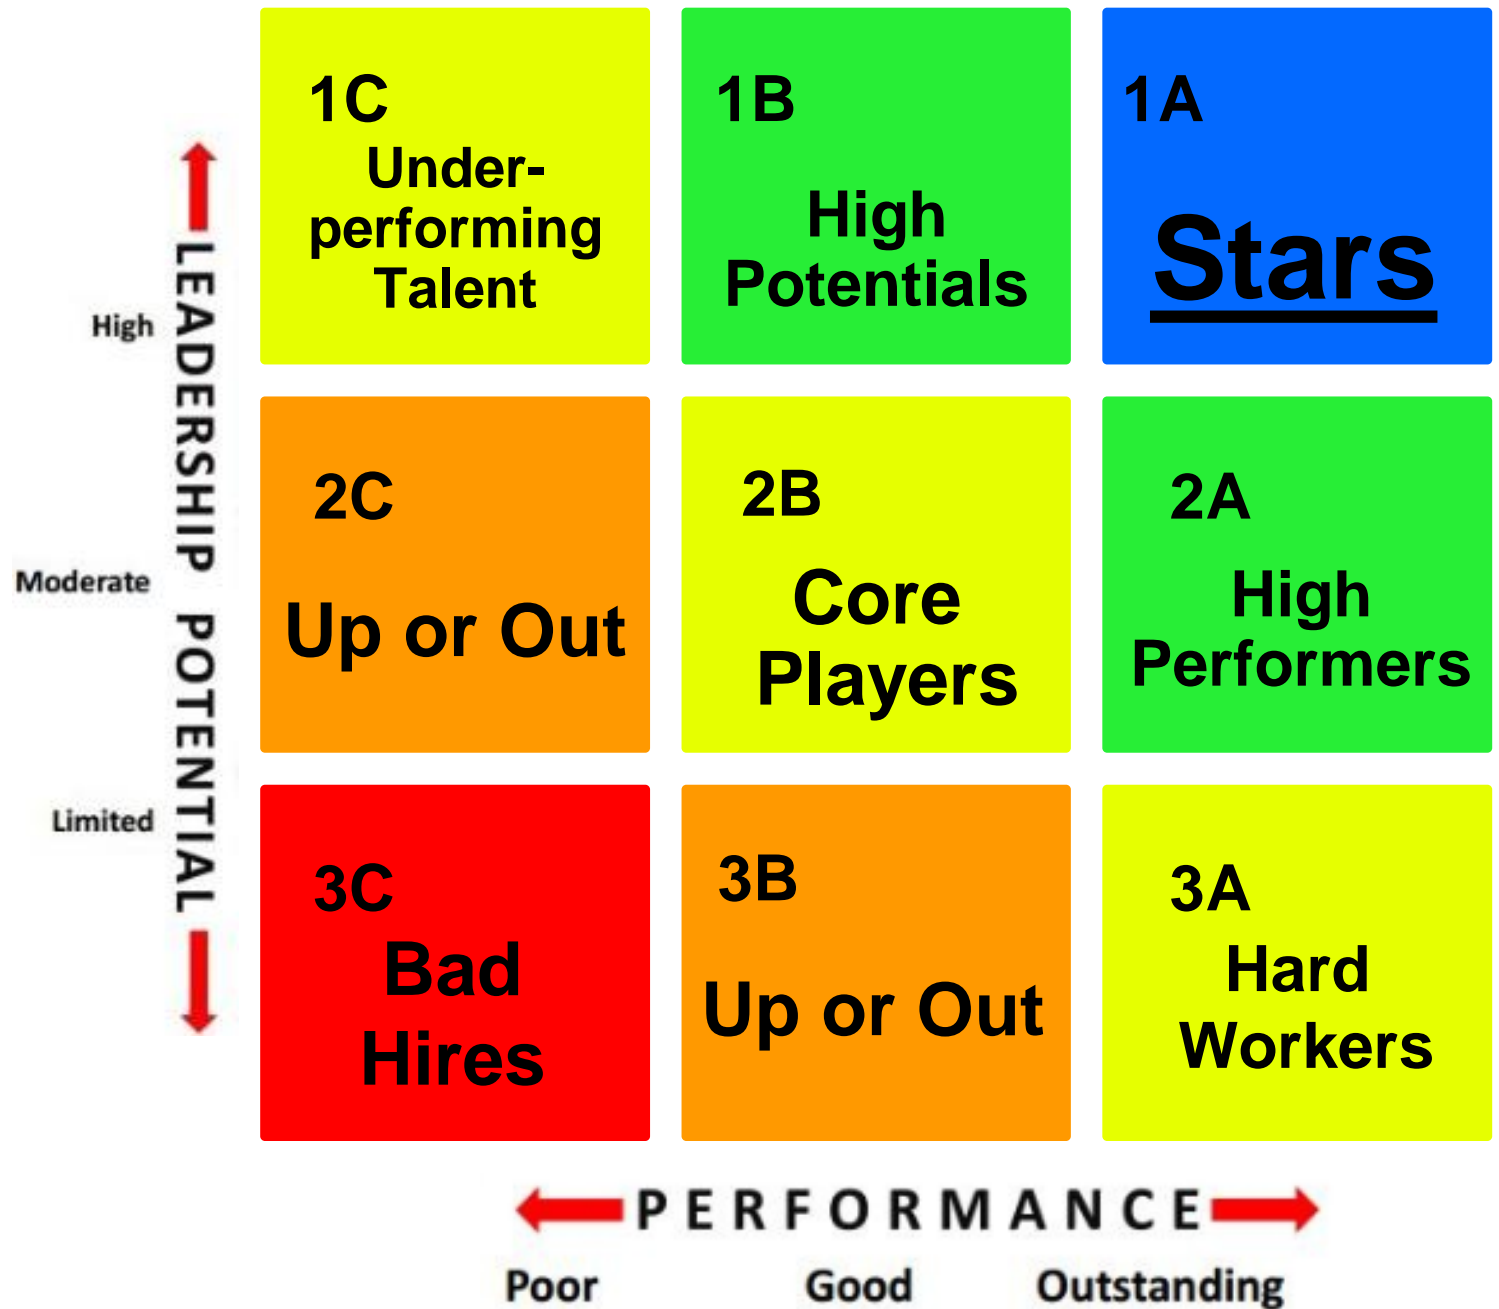 1C
Under-
performing
Talent
1B
High
Potentials
1A
Stars
High
LEADERSHIP POTENTIAL
2C
Up or Out
2B
Core
Players
2A
High
Performers
Moderate
Limited
3C
Bad
Hires
3B
Up or Out
3A
Hard
Workers
PERFORMANCE
Poor
Good
Outstanding